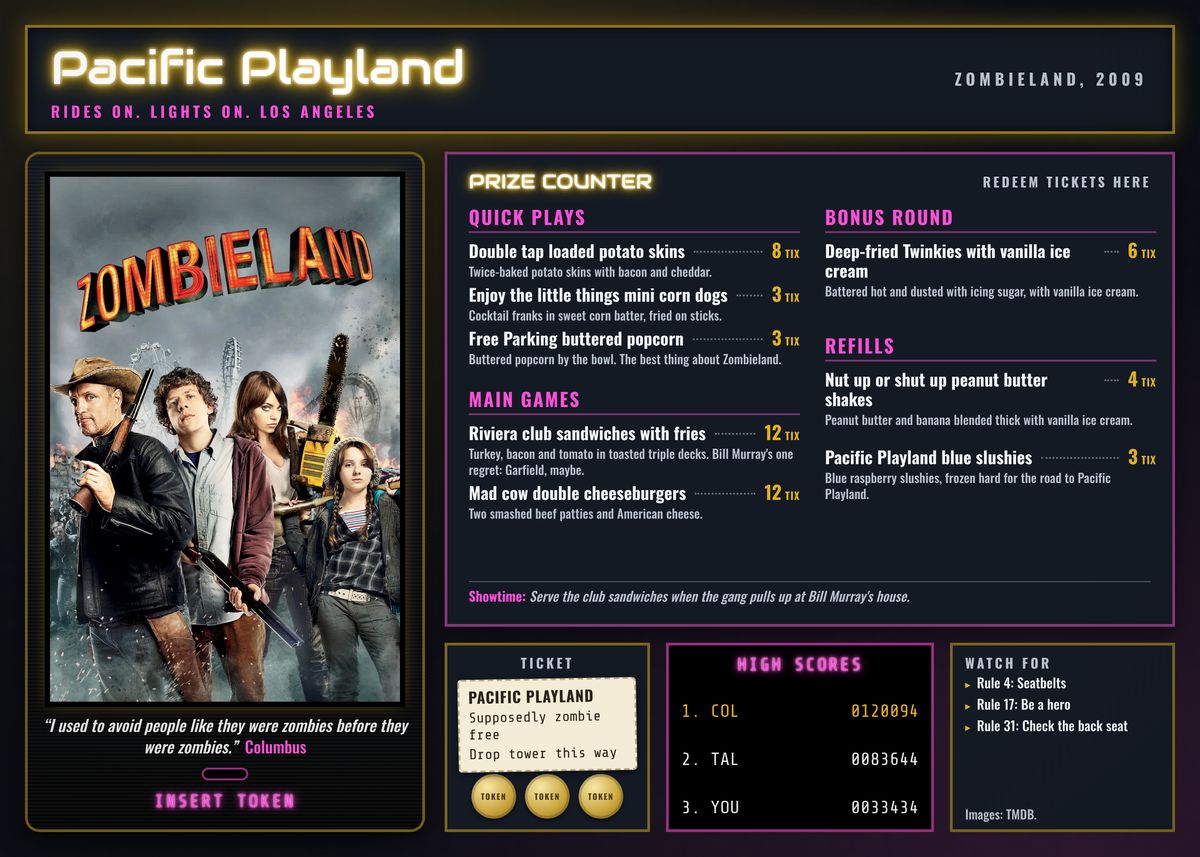 Pacific Playland
RIDES ON. LIGHTS ON. LOS ANGELES
ZOMBIELAND, 2009
ZOMBIELAND
“I used to avoid people like they were zombies before they
were zombies.” Columbus
INSERT TOKEN
PRIZE COUNTER
REDEEM TICKETS HERE
QUICK PLAYS
Double tap loaded potato skins 8 TIX
Twice-baked potato skins with bacon and cheddar.
Enjoy the little things mini corn dogs 3 TIX
Cocktail franks in sweet corn batter, fried on sticks.
Free Parking buttered popcorn 3 TIX
Buttered popcorn by the bowl. The best thing about Zombieland.
MAIN GAMES
Riviera club sandwiches with fries 12 TIX
Turkey, bacon and tomato in toasted triple decks. Bill Murray's one
regret: Garfield, maybe.
Mad cow double cheeseburgers 12 TIX
Two smashed beef patties and American cheese.
BONUS ROUND
Deep-fried Twinkies with vanilla ice 6 TIX
cream
Battered hot and dusted with icing sugar, with vanilla ice cream.
REFILLS
Nut up or shut up peanut butter 4 TIX
shakes
Peanut butter and banana blended thick with vanilla ice cream.
Pacific Playland blue slushies 3 TIX
Blue raspberry slushies, frozen hard for the road to Pacific
Playland.
Showtime: Serve the club sandwiches when the gang pulls up at Bill Murray's house.
TICKET
PACIFIC PLAYLAND
Supposedly zombie
free
Drop tower this way
TOKEN TOKEN TOKEN
HIGH SCORES
1. COL 0120094
2. TAL 0083644
3. YOU 0033434
WATCH FOR
▸ Rule 4: Seatbelts
▸ Rule 17: Be a hero
▸ Rule 31: Check the back seat
Images: TMDB.